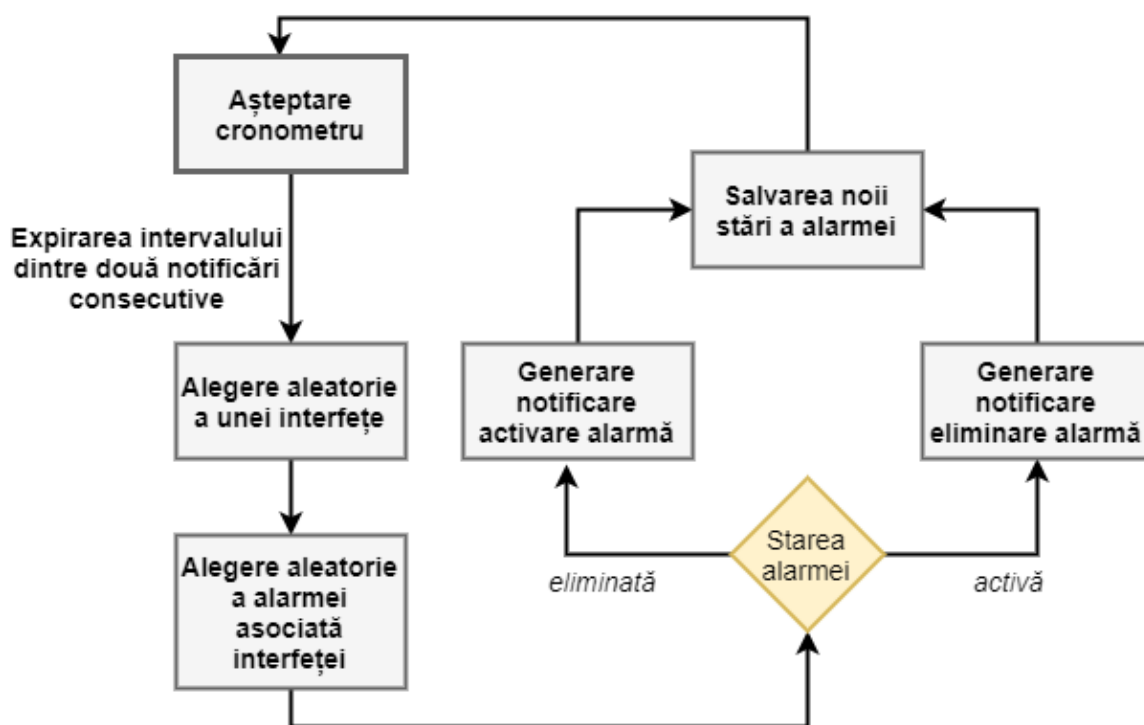 Așteptare
cronometru
Expirarea intervalului
dintre două notificări
consecutive
Alegere aleatorie
a unei interfețe
Alegere aleatorie
a alarmei
asociată
interfeței
Starea
alarmei
eliminată
activă
Generare
notificare
activare alarmă
Generare
notificare
eliminare alarmă
Salvarea noii
stări a alarmei